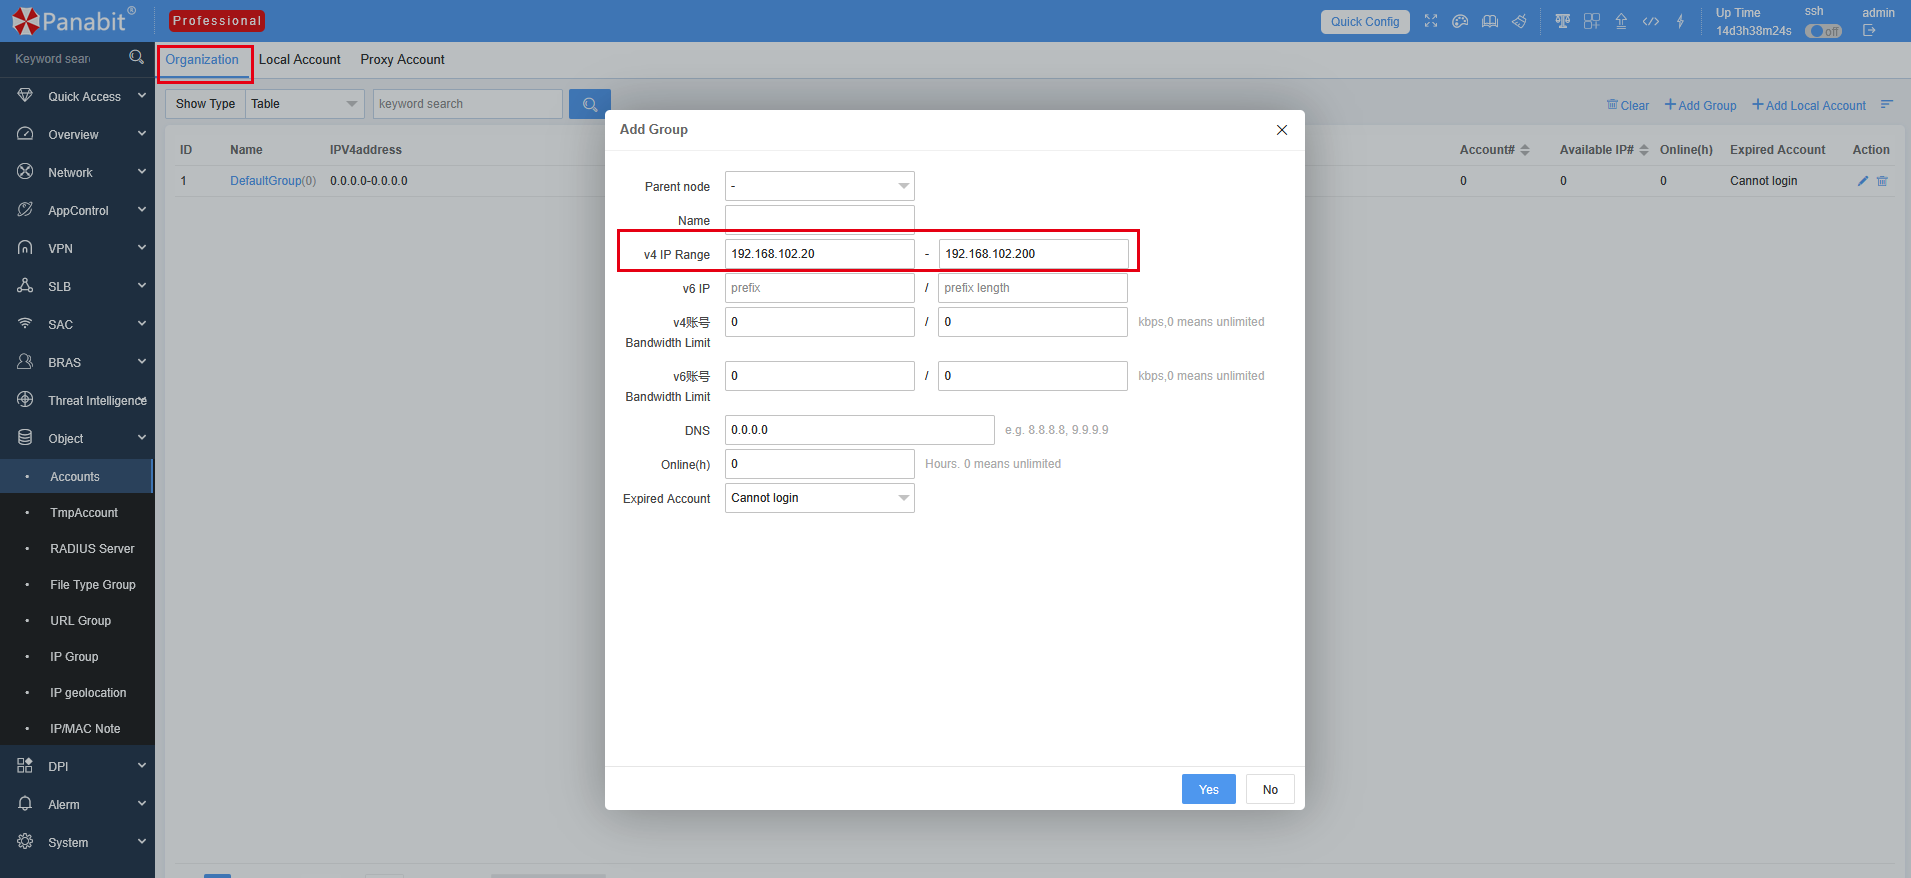 Panabit®
Professional
Quick Config
Up Time
14d3h38m24s
ssh
off
admin
Keyword sear
Quick Access
Overview
Network
AppControl
VPN
SLB
SAC
BRAS
Threat Intelligence
Object
Accounts
TmpAccount
RADIUS Server
File Type Group
URL Group
IP Group
IP geolocation
IP/MAC Note
DPI
Alerm
System
Organization Local Account Proxy Account
Show Type Table keyword search
Clear Add Group Add Local Account
ID Name IPV4address Account# Available IP# Online(h) Expired Account Action
1 DefaultGroup(0) 0.0.0.0-0.0.0.0 0 0 0 Cannot login
Add Group
Parent node -
Name
v4 IP Range 192.168.102.20 - 192.168.102.200
v6 IP prefix / prefix length
v4账号 0 / 0 kbps,0 means unlimited
Bandwidth Limit
v6账号 0 / 0 kbps,0 means unlimited
Bandwidth Limit
DNS 0.0.0.0 e.g. 8.8.8.8, 9.9.9.9
Online(h) 0 Hours. 0 means unlimited
Expired Account Cannot login
Yes No